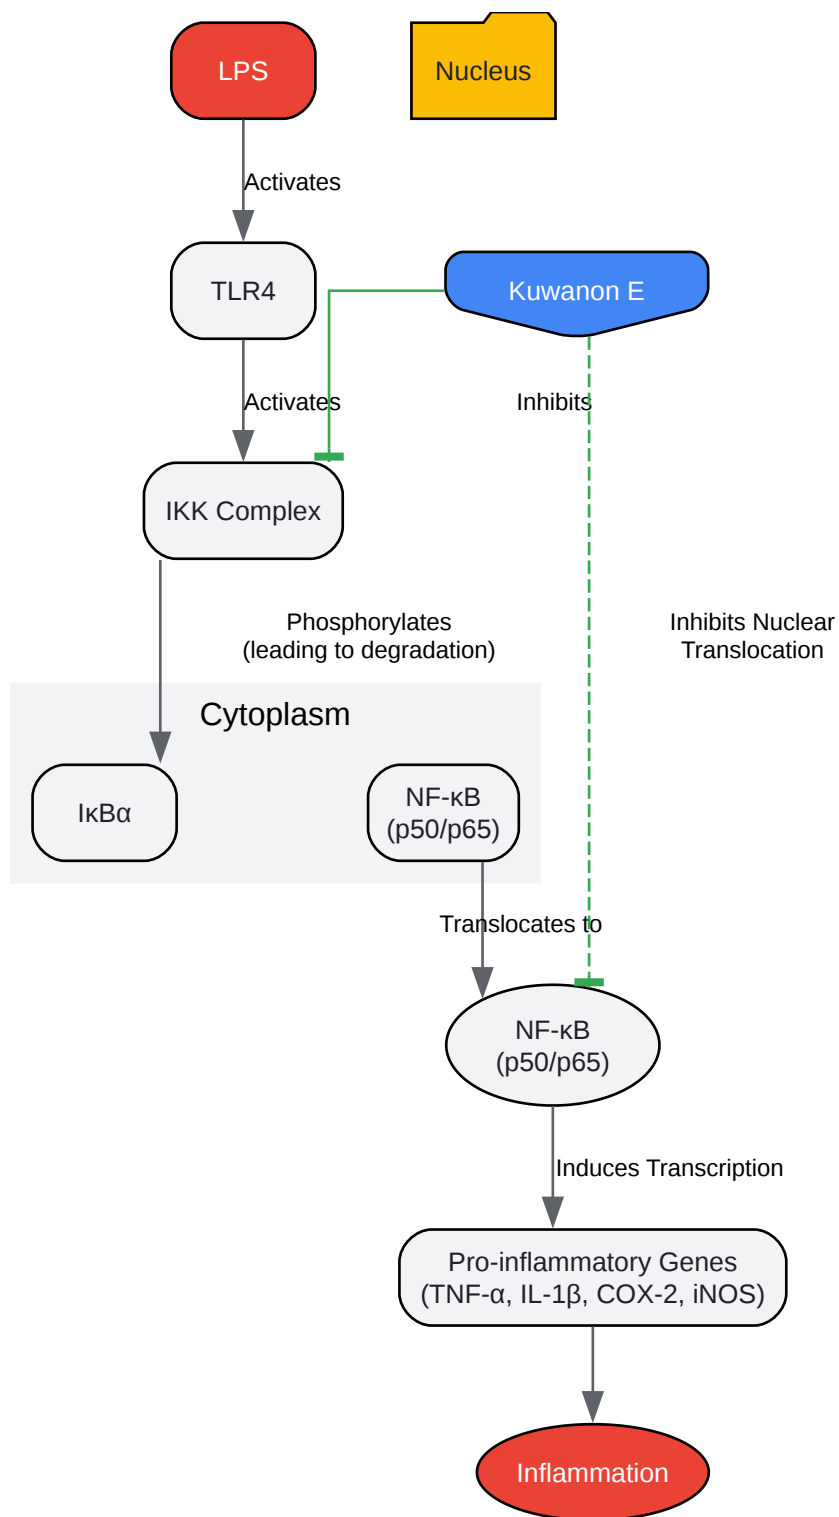 LPS
Nucleus
Activates
TLR4
Kuwanon E
Activates
Inhibits
IKK Complex
Phosphorylates
(leading to degradation)
Inhibits Nuclear
Translocation
Cytoplasm
IκBα
NF-κB
(p50/p65)
Translocates to
NF-κB
(p50/p65)
Induces Transcription
Pro-inflammatory Genes
(TNF-α, IL-1β, COX-2, iNOS)
Inflammation